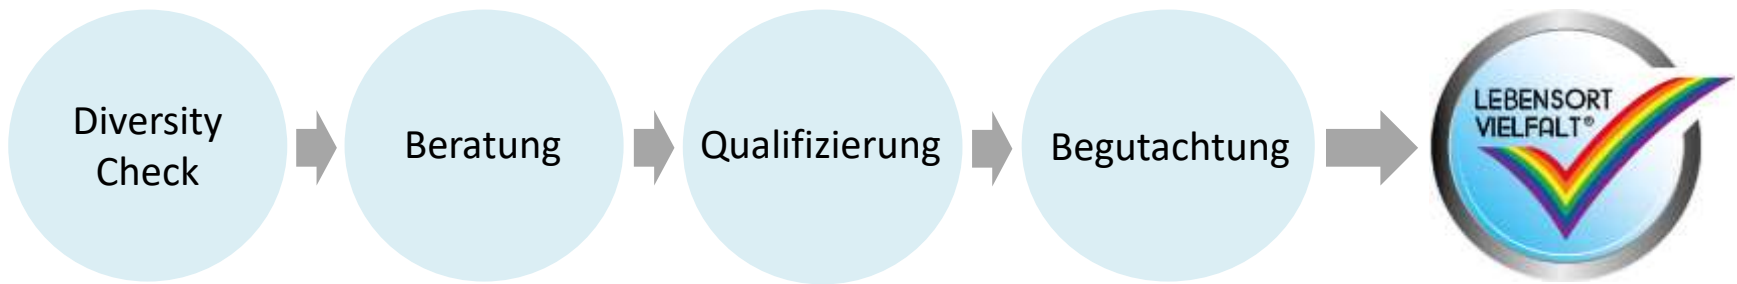 Diversity
Check
Beratung
Qualifizierung
Begutachtung
LEBENSORT
VIELFALT®